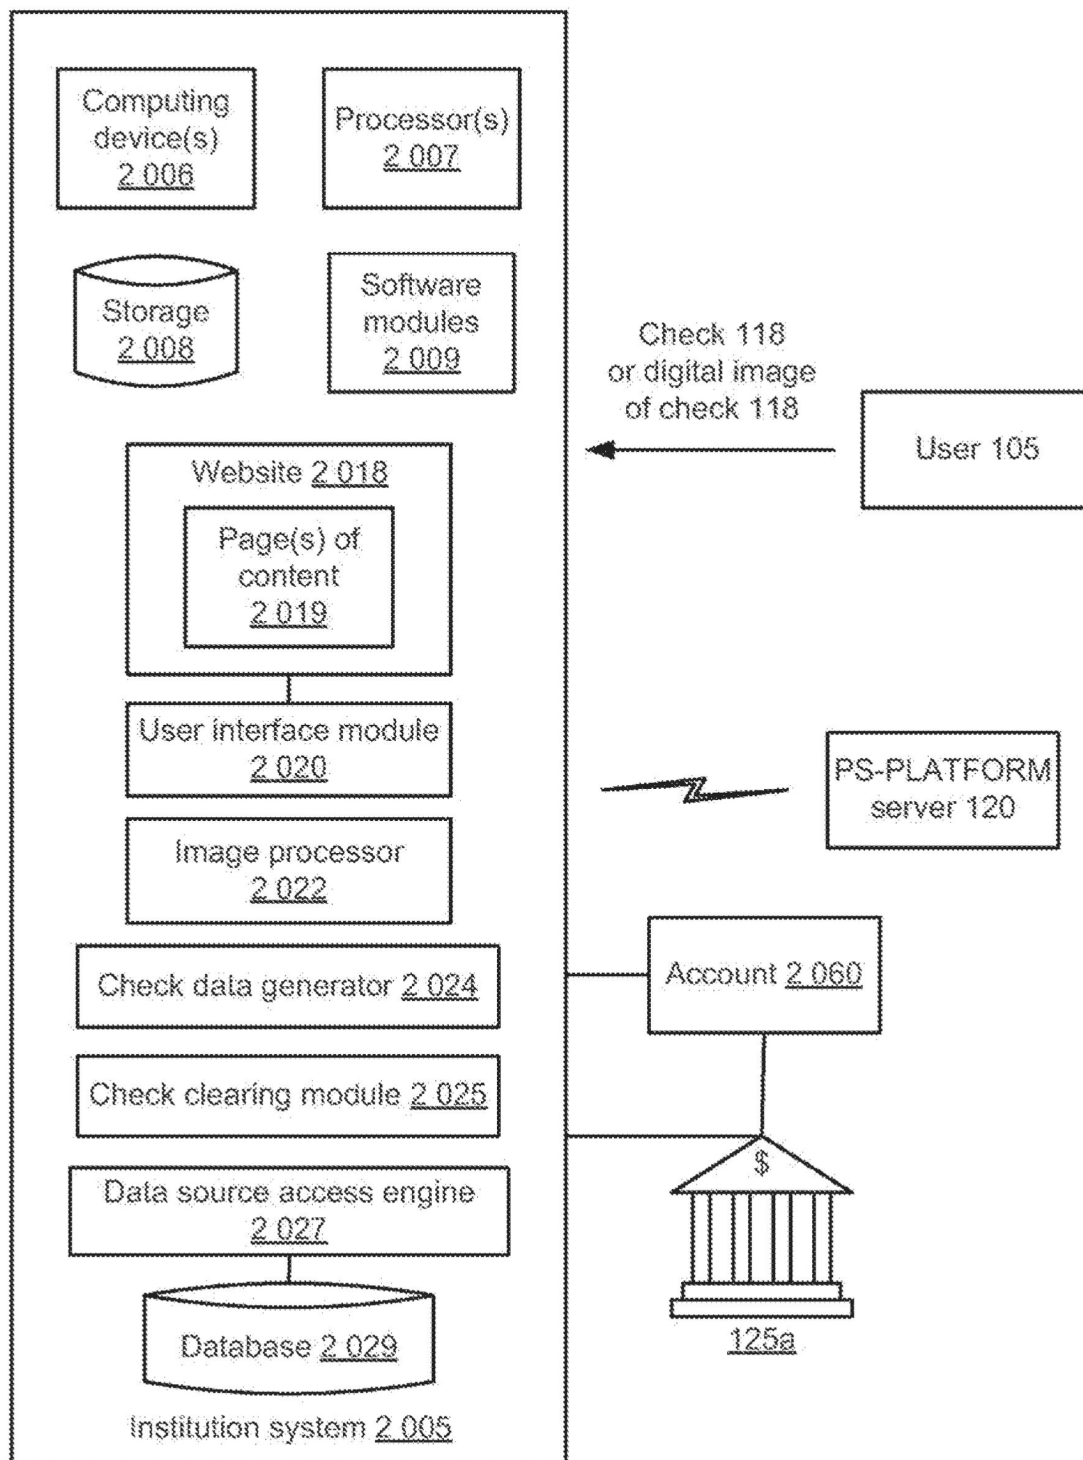 Computing
device(s)
2 006
Processor(s)
2 007
Storage
2 008
Software
modules
2 009
Check 118
or digital image
of check 118
User 105
Website 2 018
Page(s) of
content
2 019
User interface module
2 020
PS-PLATFORM
server 120
Image processor
2 022
Check data generator 2 024
Account 2 060
Check clearing module 2 025
$
Data source access engine
2 027
Database 2 029
125a
Institution system 2 005